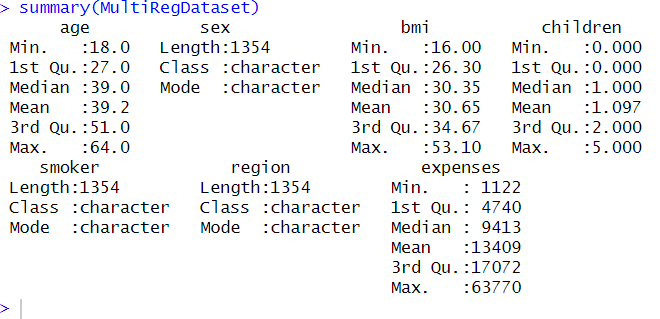 > summary(MultiRegDataset)
      age           sex                 bmi           children
 Min.   :18.0   Length:1354        Min.   :16.00   Min.   :0.000
 1st Qu.:27.0   Class :character   1st Qu.:26.30   1st Qu.:0.000
 Median :39.0   Mode  :character   Median :30.35   Median :1.000
 Mean   :39.2                      Mean   :30.65   Mean   :1.097
 3rd Qu.:51.0                      3rd Qu.:34.67   3rd Qu.:2.000
 Max.   :64.0                      Max.   :53.10   Max.   :5.000
    smoker             region             expenses
 Length:1354        Length:1354        Min.   : 1122
 Class :character   Class :character   1st Qu.: 4740
 Mode  :character   Mode  :character   Median : 9413
                                       Mean   :13409
                                       3rd Qu.:17072
                                       Max.   :63770
>